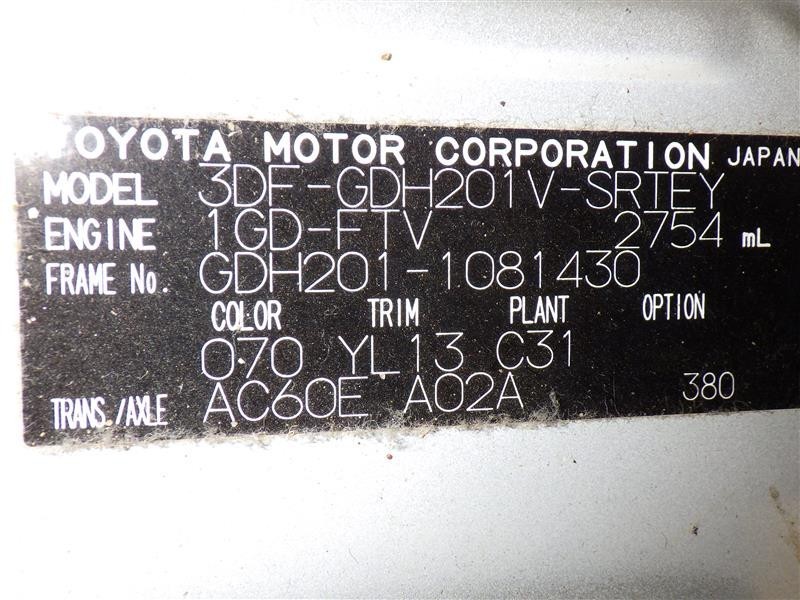 TOYOTA MOTOR CORPORATION JAPAN
MODEL 3DF-GDH201V-SRTEY
ENGINE 1GD-FTV 2754 mL
FRAME No. GDH201-1081430
COLOR TRIM PLANT OPTION
070 YL13 C31
TRANS./AXLE AC60E A02A 380